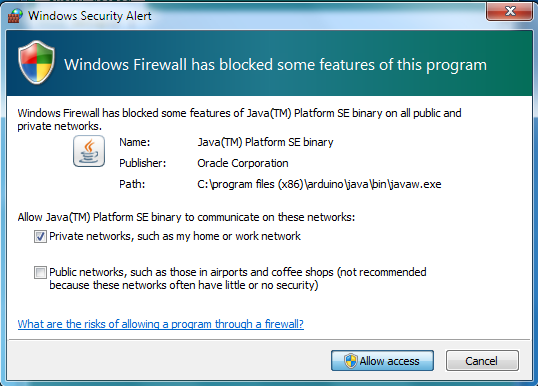 Windows Security Alert
Windows Firewall has blocked some features of this program
Windows Firewall has blocked some features of Java(TM) Platform SE binary on all public and
private networks.
Name: Java(TM) Platform SE binary
Publisher: Oracle Corporation
Path: C:\program files (x86)\arduino\java\bin\javaw.exe
Allow Java(TM) Platform SE binary to communicate on these networks:
Private networks, such as my home or work network
Public networks, such as those in airports and coffee shops (not recommended
because these networks often have little or no security)
What are the risks of allowing a program through a firewall?
Allow access Cancel